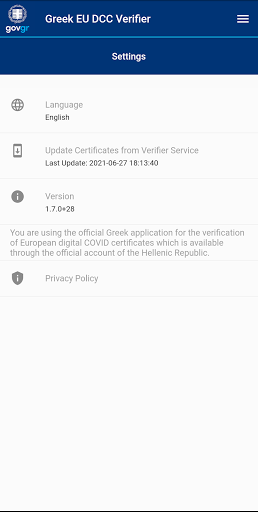 Greek EU DCC Verifier
govgr
Settings
Language
English
Update Certificates from Verifier Service
Last Update: 2021-06-27 18:13:40
Version
1.7.0+28
You are using the official Greek application for the verification
of European digital COVID certificates which is available
through the official account of the Hellenic Republic.
Privacy Policy